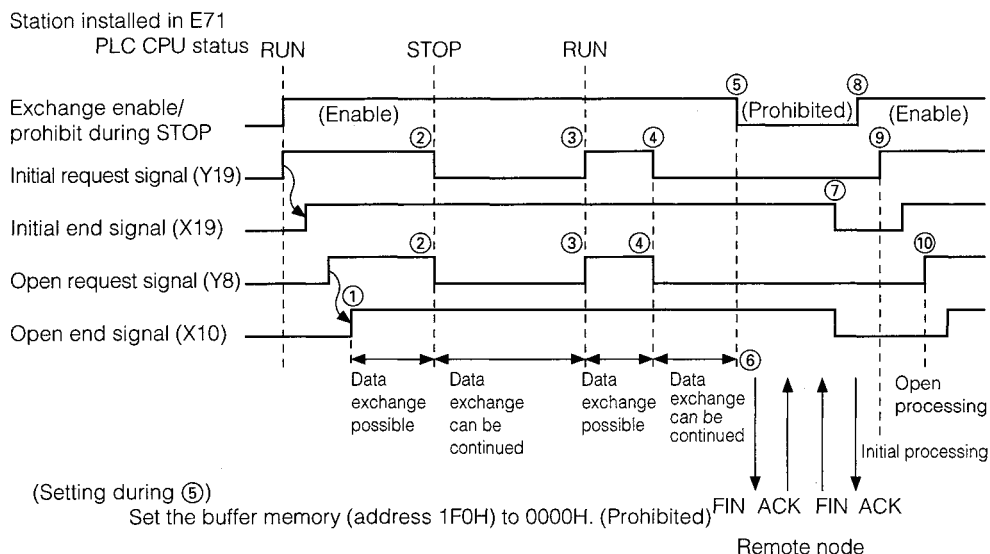 Station installed in E71
PLC CPU status RUN STOP RUN
Exchange enable/
prohibit during STOP
(Enable) ⑤ (Prohibited) ⑧ (Enable)
Initial request signal (Y19) ② ③ ④ ⑨
Initial end signal (X19) ⑦
Open request signal (Y8) ② ③ ④ ⑩
Open end signal (X10) ①
⑥
Data
exchange
possible
Data
exchange
can be
continued
Data
exchange
possible
Data
exchange
can be
continued
Open
processing
Initial processing
(Setting during ⑤)
Set the buffer memory (address 1F0H) to 0000H. (Prohibited)
FIN ACK FIN ACK
Remote node